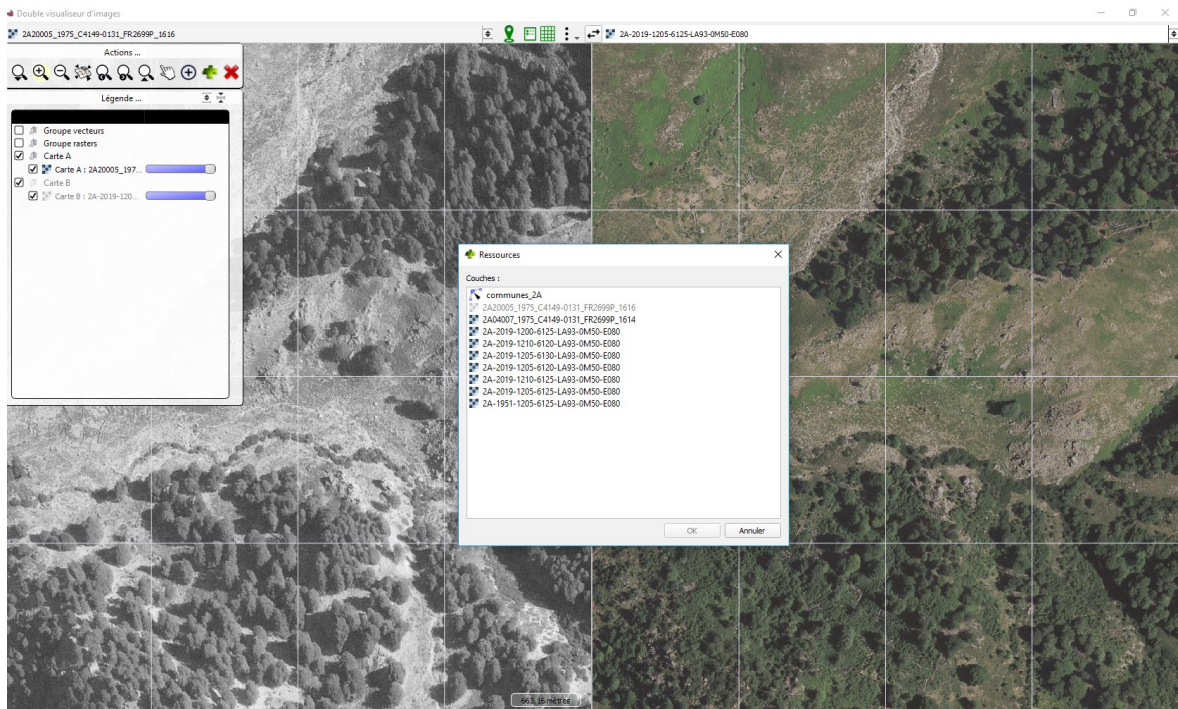 Double visualiseur d'images
2A20005_1975_C4149-0131_FR2699P_1616
2A-2019-1205-6125-LA93-0M50-E080
Actions ...
Légende ...
Groupe vecteurs
Groupe rasters
Carte A
Carte A : 2A20005_197...
Carte B
Carte B : 2A-2019-120...
Ressources
Couches :
communes_2A
2A20005_1975_C4149-0131_FR2699P_1616
2A04007_1975_C4149-0131_FR2699P_1614
2A-2019-1200-6125-LA93-0M50-E080
2A-2019-1210-6120-LA93-0M50-E080
2A-2019-1205-6130-LA93-0M50-E080
2A-2019-1205-6120-LA93-0M50-E080
2A-2019-1210-6125-LA93-0M50-E080
2A-2019-1205-6125-LA93-0M50-E080
2A-1951-1205-6125-LA93-0M50-E080
OK
Annuler
663,16 mètres